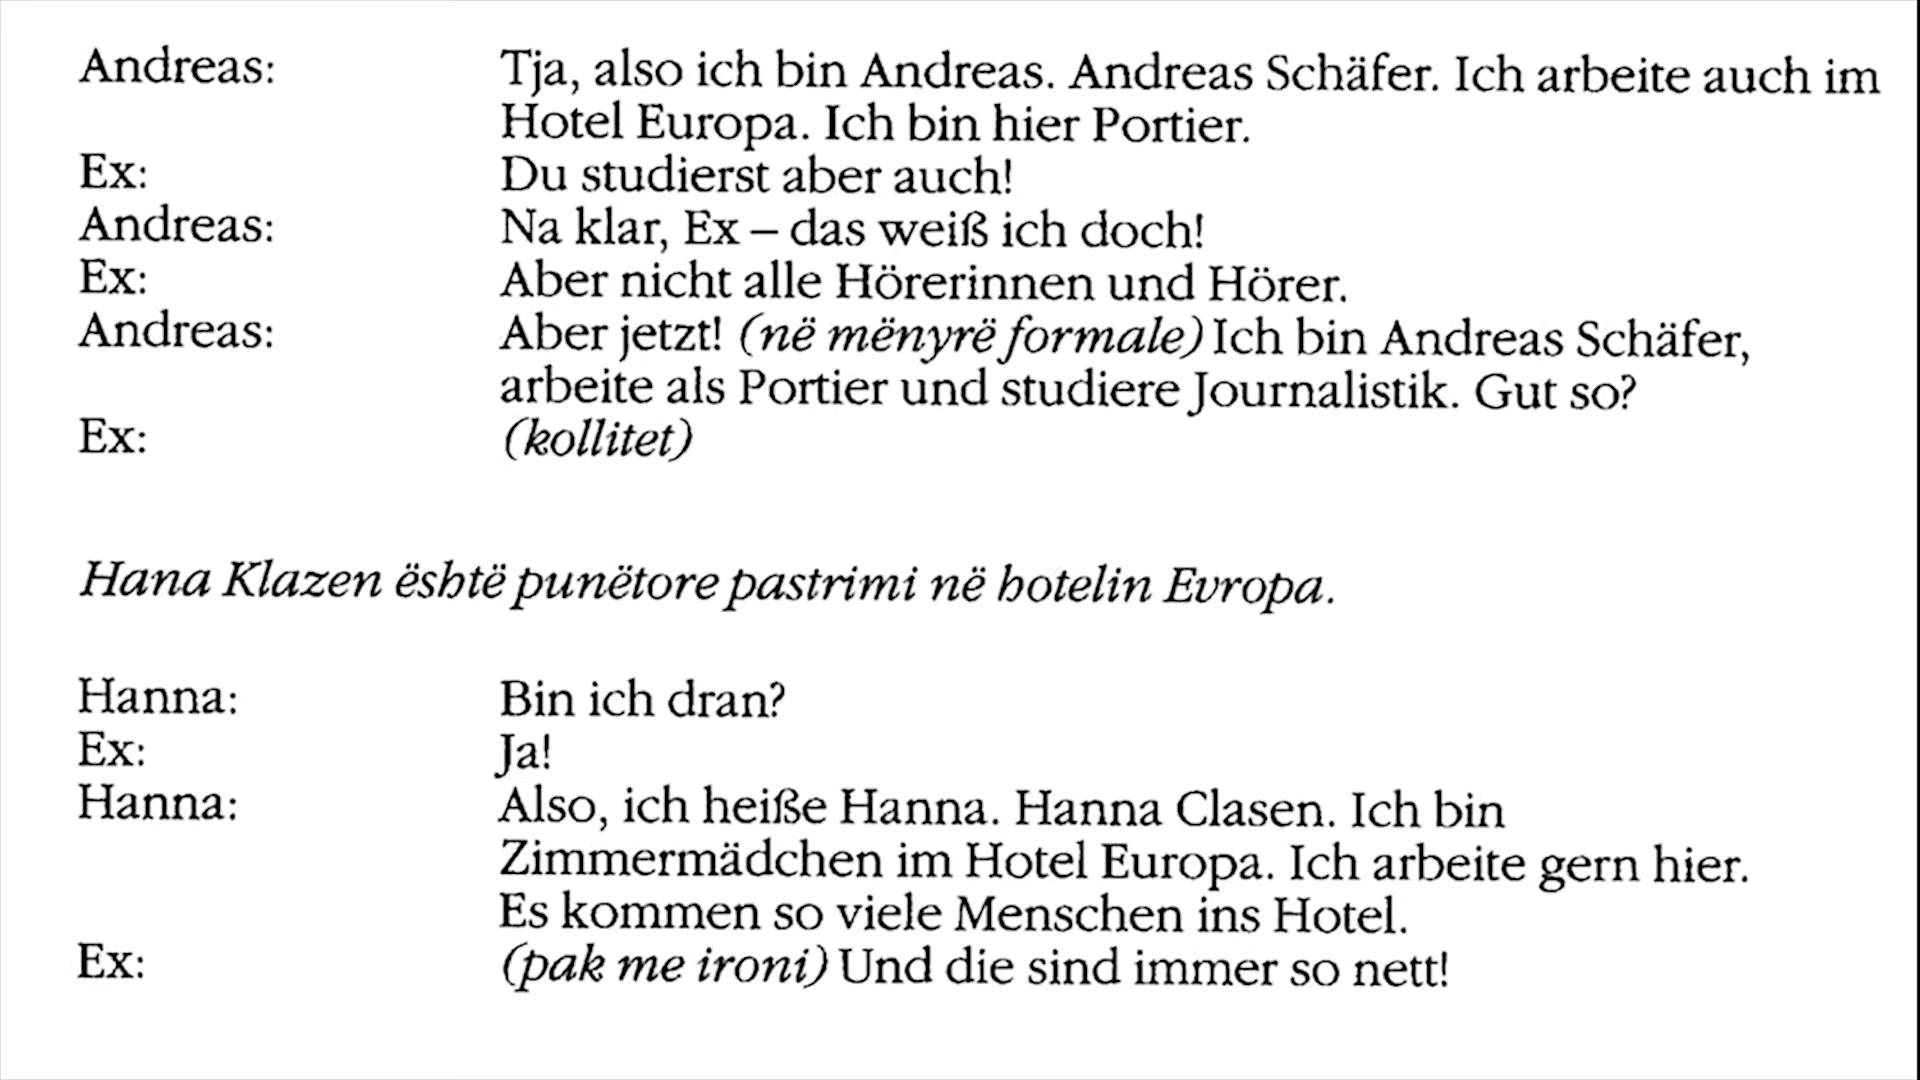 Andreas: Tja, also ich bin Andreas. Andreas Schäfer. Ich arbeite auch im
Hotel Europa. Ich bin hier Portier.
Ex: Du studierst aber auch!
Andreas: Na klar, Ex – das weiß ich doch!
Ex: Aber nicht alle Hörerinnen und Hörer.
Andreas: Aber jetzt! (në mënyrë formale) Ich bin Andreas Schäfer,
arbeite als Portier und studiere Journalistik. Gut so?
Ex: (kollitet)
Hana Klazen është punëtore pastrimi në hotelin Evropa.
Hanna: Bin ich dran?
Ex: Ja!
Hanna: Also, ich heiße Hanna. Hanna Clasen. Ich bin
Zimmermädchen im Hotel Europa. Ich arbeite gern hier.
Es kommen so viele Menschen ins Hotel.
Ex: (pak me ironi) Und die sind immer so nett!